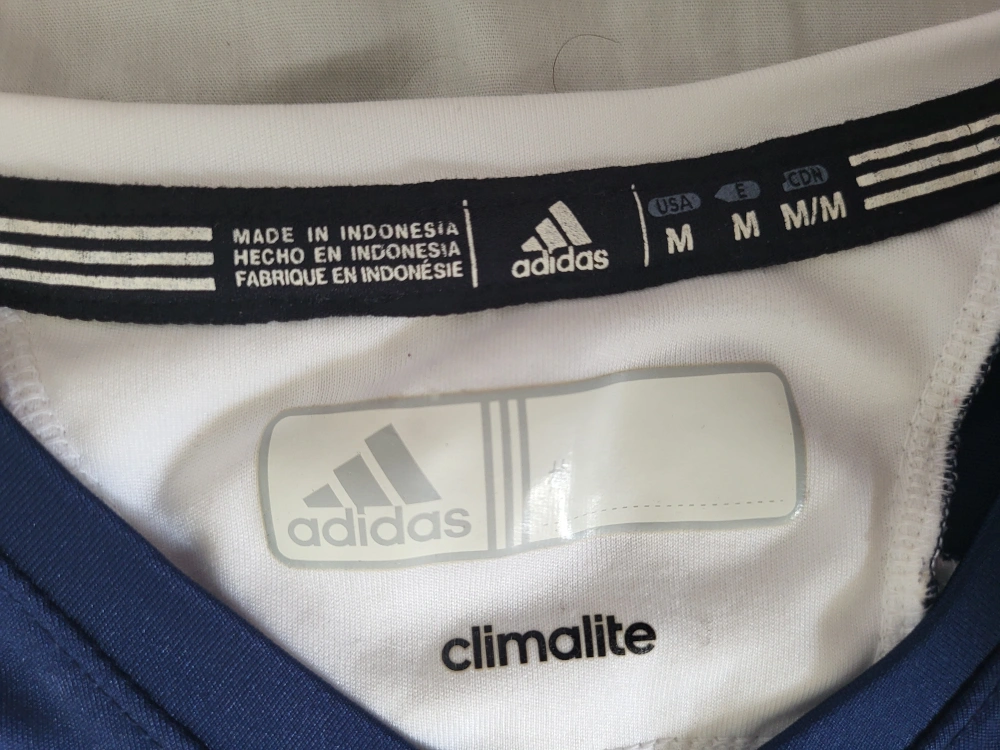 MADE IN INDONESIA
HECHO EN INDONESIA
FABRIQUE EN INDONÉSIE
adidas
USA E CDN
M M M/M
adidas
climalite